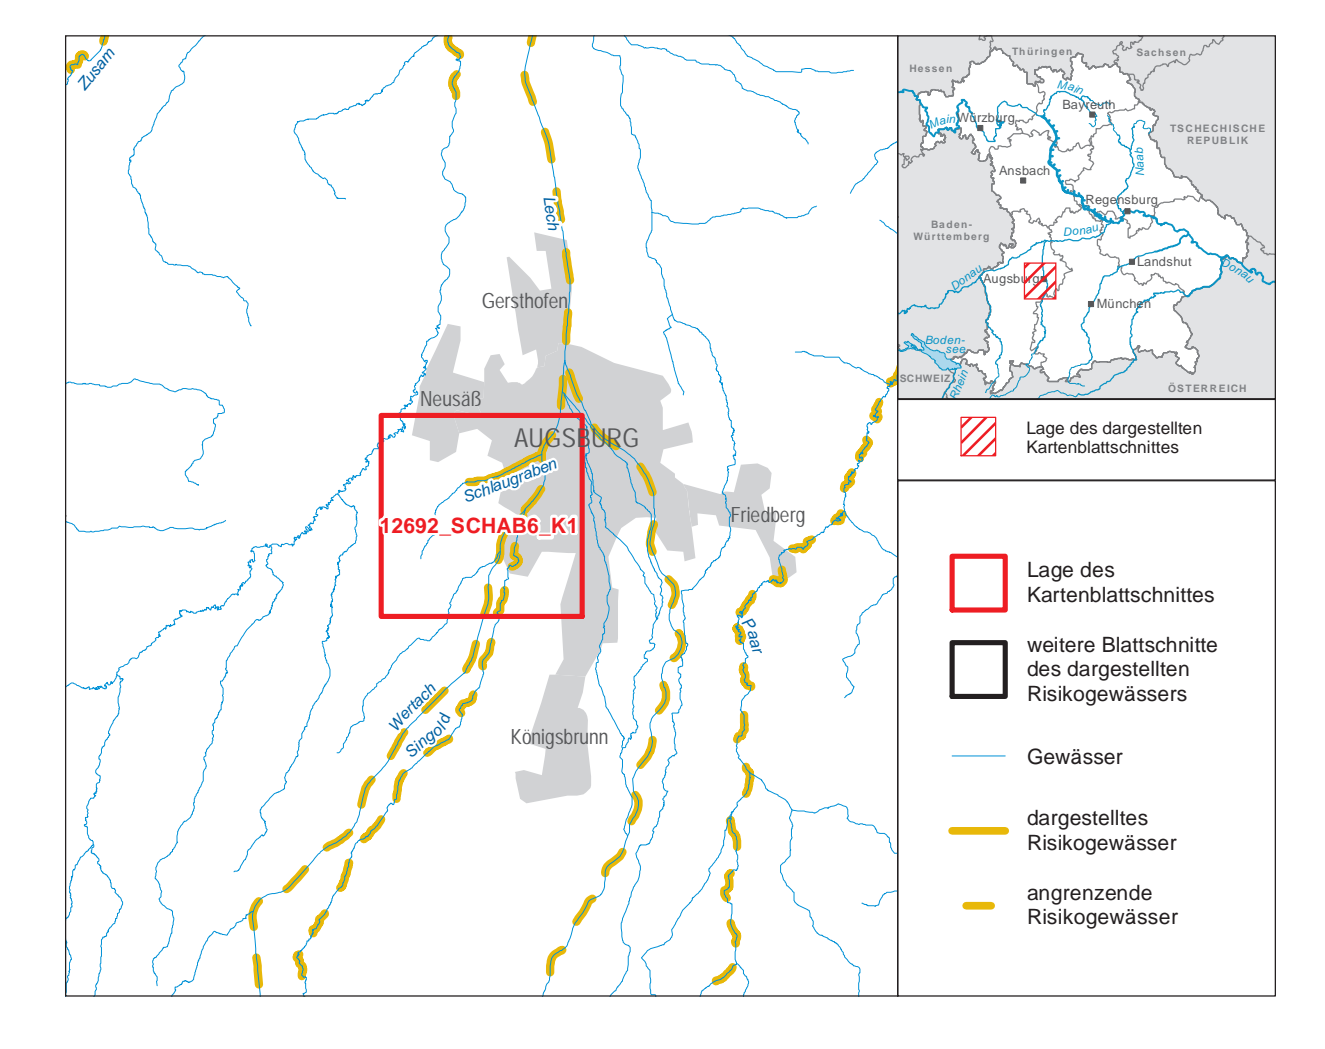 Zusam
Lech
Gersthofen
Neusäß
AUGSBURG
Schlaugraben
12692_SCHAB6_K1
Friedberg
Paar
Wertach
Singold
Königsbrunn
Thüringen
Sachsen
Hessen
Main
Bayreuth
Main
Würzburg
TSCHECHISCHE
REPUBLIK
Naab
Ansbach
Regensburg
Baden-
Württemberg
Donau
Landshut
Donau
Donau
Augsburg
München
Boden-
see
SCHWEIZ
Rhein
ÖSTERREICH
Lage des dargestellten
Kartenblattschnittes
Lage des
Kartenblattschnittes
weitere Blattschnitte
des dargestellten
Risikogewässers
Gewässer
dargestelltes
Risikogewässer
angrenzende
Risikogewässer